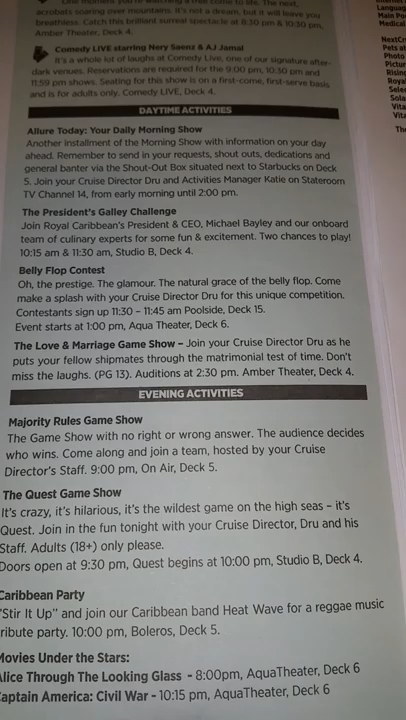 acrobats soaring over mountains. It's not a dream, but it will leave you
breathless. Catch this brilliant surreal spectacle at 8:30 pm & 10:30 pm,
Amber Theater, Deck 4.
Comedy LIVE starring Nery Saenz & AJ Jamal
It's a whole lot of laughs at Comedy Live, one of our signature after-
dark venues. Reservations are required for the 9:00 pm, 10:30 pm and
11:59 pm shows. Seating for this show is on a first-come, first-serve basis
and is for adults only. Comedy LIVE, Deck 4.
DAYTIME ACTIVITIES
Allure Today: Your Daily Morning Show
Another installment of the Morning Show with information on your day
ahead. Remember to send in your requests, shout outs, dedications and
general banter via the Shout-Out Box situated next to Starbucks on Deck
5. Join your Cruise Director Dru and Activities Manager Katie on Stateroom
TV Channel 14, from early morning until 2:00 pm.
The President's Galley Challenge
Join Royal Caribbean's President & CEO, Michael Bayley and our onboard
team of culinary experts for some fun & excitement. Two chances to play!
10:15 am & 11:30 am, Studio B, Deck 4.
Belly Flop Contest
Oh, the prestige. The glamour. The natural grace of the belly flop. Come
make a splash with your Cruise Director Dru for this unique competition.
Contestants sign up 11:30 - 11:45 am Poolside, Deck 15.
Event starts at 1:00 pm, Aqua Theater, Deck 6.
The Love & Marriage Game Show – Join your Cruise Director Dru as he
puts your fellow shipmates through the matrimonial test of time. Don't
miss the laughs. (PG 13). Auditions at 2:30 pm. Amber Theater, Deck 4.
EVENING ACTIVITIES
Majority Rules Game Show
The Game Show with no right or wrong answer. The audience decides
who wins. Come along and join a team, hosted by your Cruise
Director's Staff. 9:00 pm, On Air, Deck 5.
The Quest Game Show
It's crazy, it's hilarious, it's the wildest game on the high seas – it's
Quest. Join in the fun tonight with your Cruise Director, Dru and his
Staff. Adults (18+) only please.
Doors open at 9:30 pm, Quest begins at 10:00 pm, Studio B, Deck 4.
Caribbean Party
"Stir It Up" and join our Caribbean band Heat Wave for a reggae music
ribute party. 10:00 pm, Boleros, Deck 5.
Movies Under the Stars:
Alice Through The Looking Glass - 8:00pm, AquaTheater, Deck 6
Captain America: Civil War - 10:15 pm, AquaTheater, Deck 6
Languag
Main Po
Medical
NextCr
Pets at
Photo
Pictur
Rising
Royal
Selec
Sola
Vita
Vita